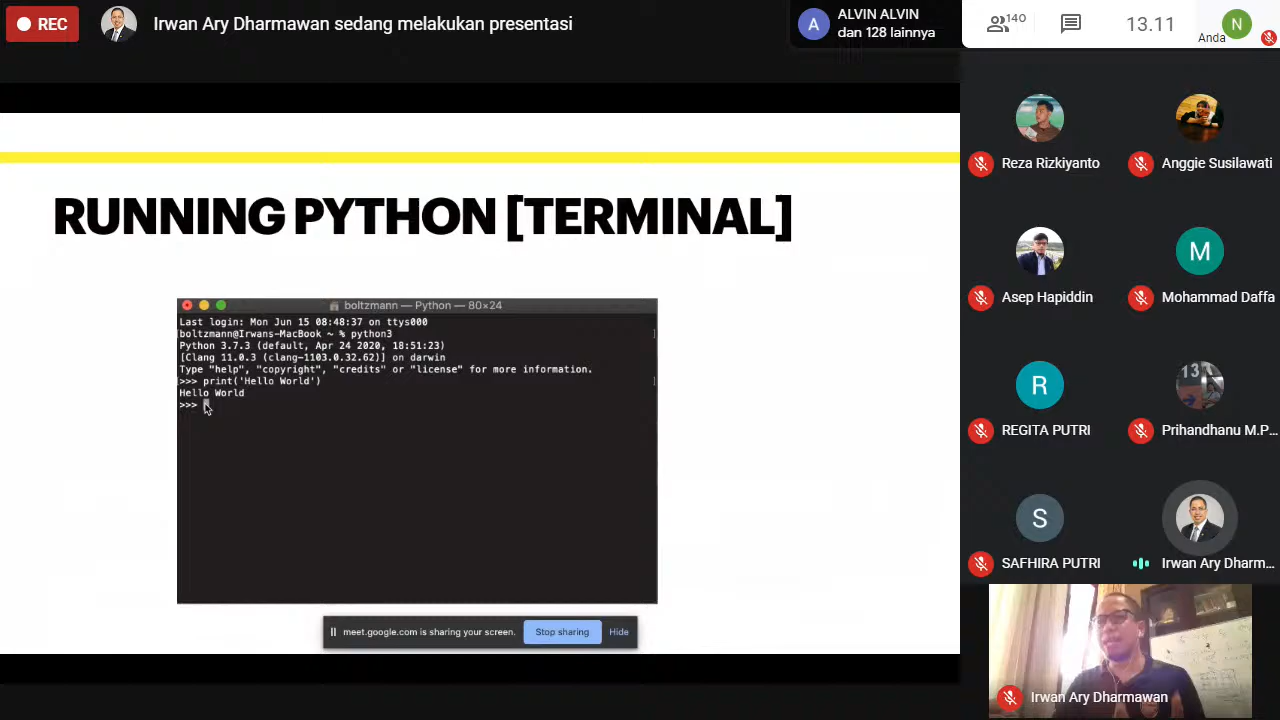 REC
Irwan Ary Dharmawan sedang melakukan presentasi
A
ALVIN ALVIN
dan 128 lainnya
140
13.11
Anda
N
RUNNING PYTHON [TERMINAL]
boltzmann — Python — 80×24
Last login: Mon Jun 15 08:48:37 on ttys000
[boltzmann@Irwans-MacBook ~ % python3 ]
Python 3.7.3 (default, Apr 24 2020, 18:51:23)
[Clang 11.0.3 (clang-1103.0.32.62)] on darwin
Type "help", "copyright", "credits" or "license" for more information.
[>>> print('Hello World') ]
Hello World
>>>
meet.google.com is sharing your screen.
Stop sharing
Hide
Reza Rizkiyanto
Anggie Susilawati
Asep Hapiddin
M
Mohammad Daffa
R
REGITA PUTRI
13
Prihandhanu M.P...
S
SAFHIRA PUTRI
Irwan Ary Dharm...
Irwan Ary Dharmawan